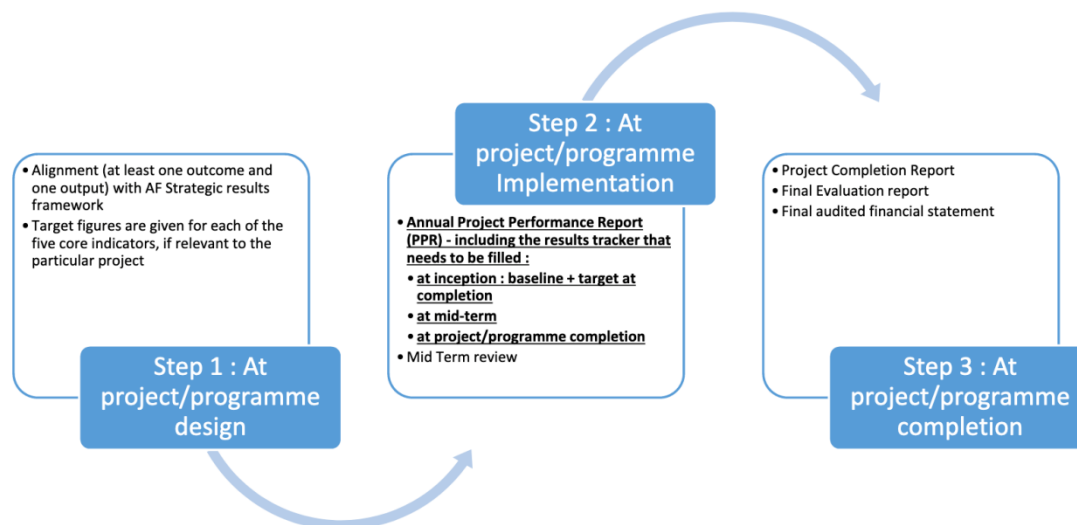 • Alignment (at least one outcome and
one output) with AF Strategic results
framework
• Target figures are given for each of the
five core indicators, if relevant to the
particular project
Step 1 : At
project/programme
design
Step 2 : At
project/programme
Implementation
• Annual Project Performance Report
(PPR) - including the results tracker that
needs to be filled :
• at inception : baseline + target at
completion
• at mid-term
• at project/programme completion
• Mid Term review
• Project Completion Report
• Final Evaluation report
• Final audited financial statement
Step 3 : At
project/programme
completion